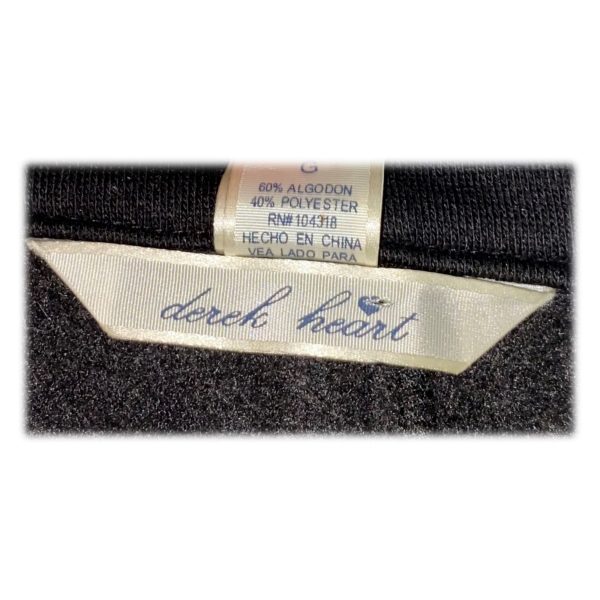 G
60% ALGODON
40% POLYESTER
RN# 104318
HECHO EN CHINA
VEA LADO PARA
derek heart